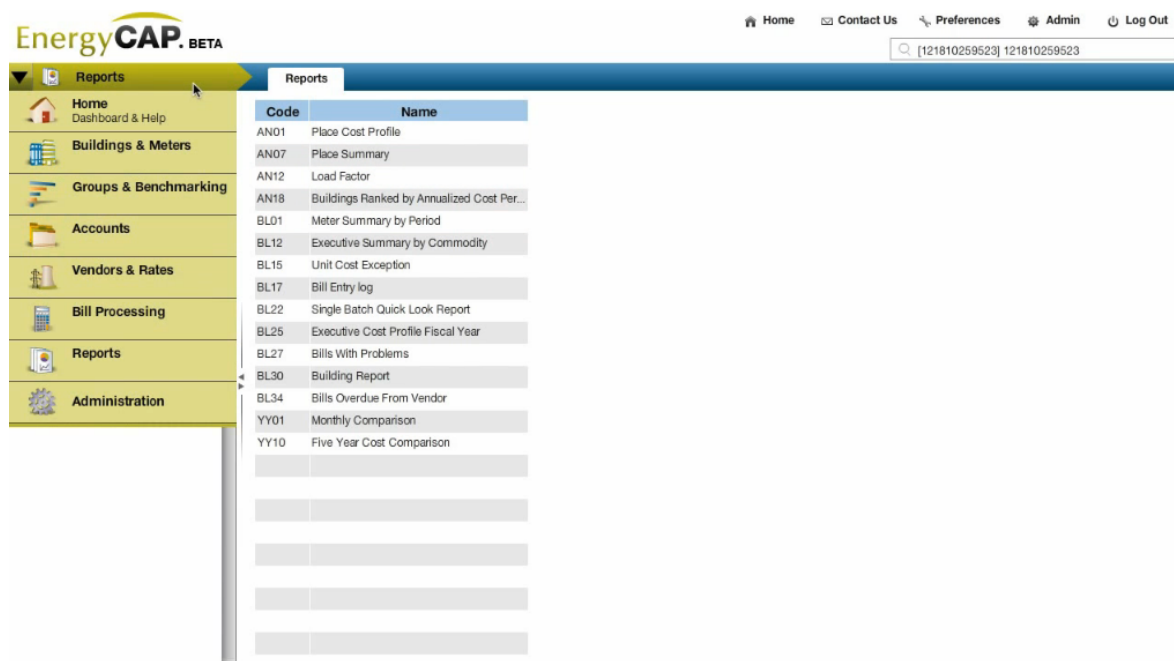 EnergyCAP. BETA
Home Contact Us Preferences Admin Log Out
[121810259523] 121810259523
Reports
Home
Dashboard & Help
Buildings & Meters
Groups & Benchmarking
Accounts
Vendors & Rates
Bill Processing
Reports
Administration
Reports
Code Name
AN01 Place Cost Profile
AN07 Place Summary
AN12 Load Factor
AN18 Buildings Ranked by Annualized Cost Per...
BL01 Meter Summary by Period
BL12 Executive Summary by Commodity
BL15 Unit Cost Exception
BL17 Bill Entry log
BL22 Single Batch Quick Look Report
BL25 Executive Cost Profile Fiscal Year
BL27 Bills With Problems
BL30 Building Report
BL34 Bills Overdue From Vendor
YY01 Monthly Comparison
YY10 Five Year Cost Comparison